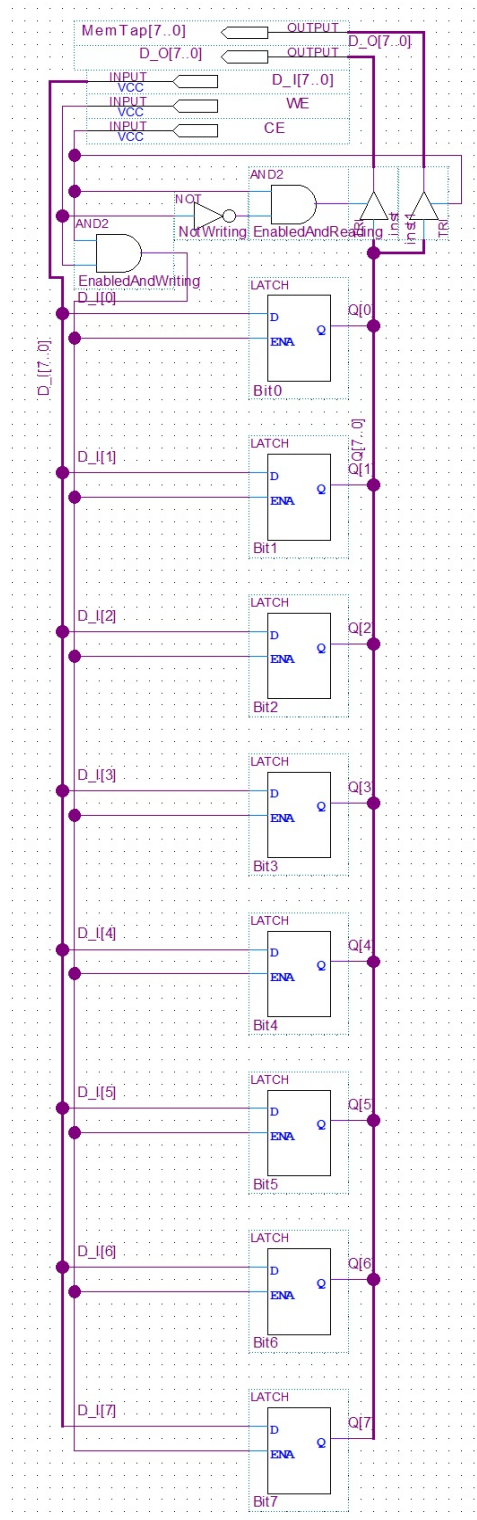 MemTap[7..0]
OUTPUT
D_O[7..0]
D_O[7..0]
OUTPUT
INPUT
VCC
D_I[7..0]
INPUT
VCC
WE
INPUT
VCC
CE
AND2
NOT
NotWriting
EnabledAndReading
TRI
inst
inst1
TRI
AND2
EnabledAndWriting
D_I[7..0]
Q[7..0]
D_I[0]
LATCH
D
ENA
Q
Q[0]
Bit0
D_I[1]
LATCH
D
ENA
Q
Q[1]
Bit1
D_I[2]
LATCH
D
ENA
Q
Q[2]
Bit2
D_I[3]
LATCH
D
ENA
Q
Q[3]
Bit3
D_I[4]
LATCH
D
ENA
Q
Q[4]
Bit4
D_I[5]
LATCH
D
ENA
Q
Q[5]
Bit5
D_I[6]
LATCH
D
ENA
Q
Q[6]
Bit6
D_I[7]
LATCH
D
ENA
Q
Q[7]
Bit7